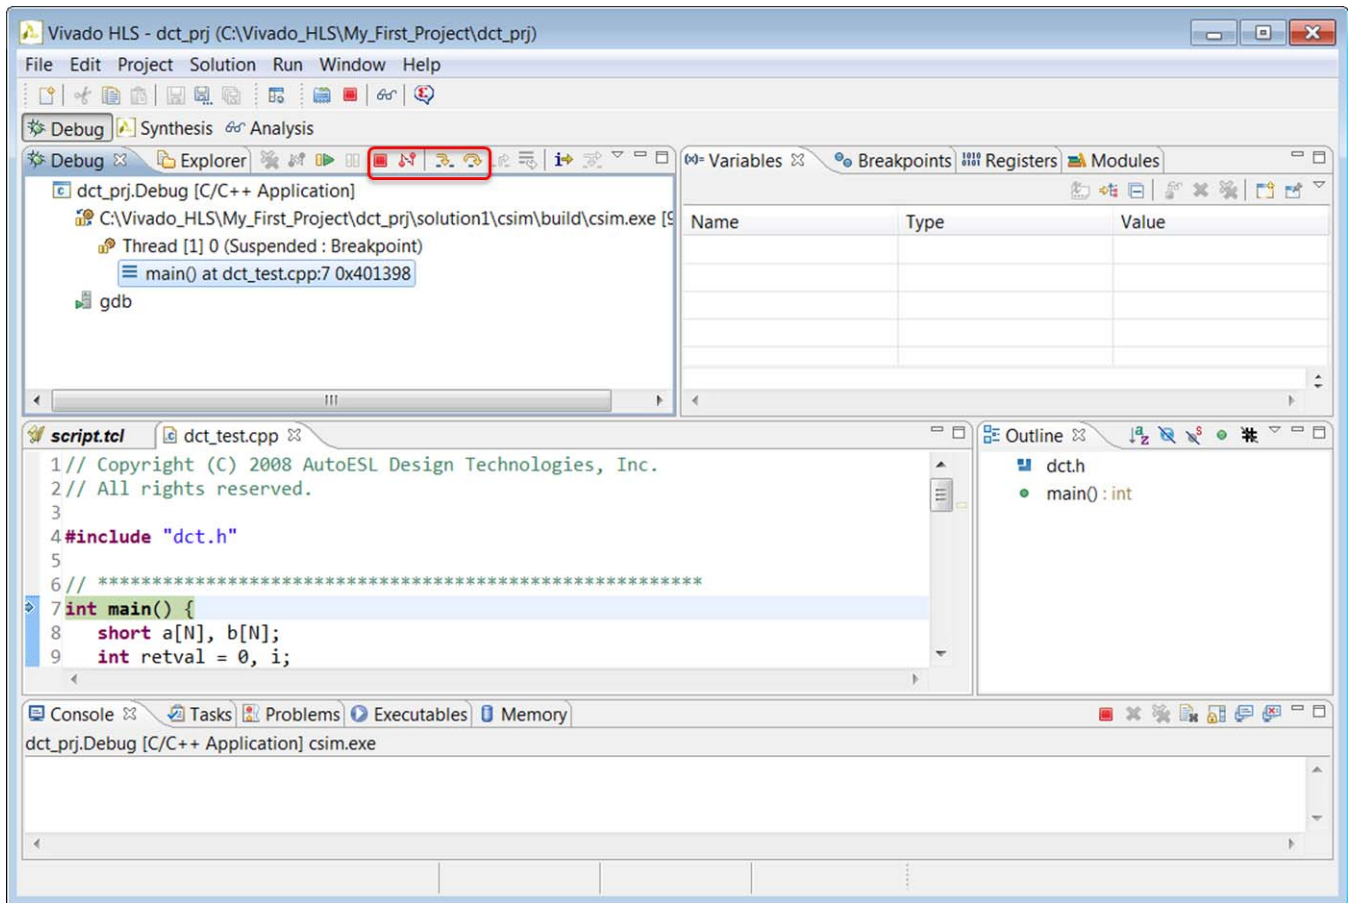 Vivado HLS - dct_prj (C:\Vivado_HLS\My_First_Project\dct_prj)
File Edit Project Solution Run Window Help
Debug Synthesis Analysis
Debug Explorer
dct_prj.Debug [C/C++ Application]
C:\Vivado_HLS\My_First_Project\dct_prj\solution1\csim\build\csim.exe [9
Thread [1] 0 (Suspended : Breakpoint)
main() at dct_test.cpp:7 0x401398
gdb
(x)= Variables Breakpoints 1010 0101 Registers Modules
Name Type Value
script.tcl dct_test.cpp
1 // Copyright (C) 2008 AutoESL Design Technologies, Inc.
2 // All rights reserved.
3
4 #include "dct.h"
5
6 // ********************************************************
7 int main() {
8 short a[N], b[N];
9 int retval = 0, i;
Outline
dct.h
main() : int
Console Tasks Problems Executables Memory
dct_prj.Debug [C/C++ Application] csim.exe